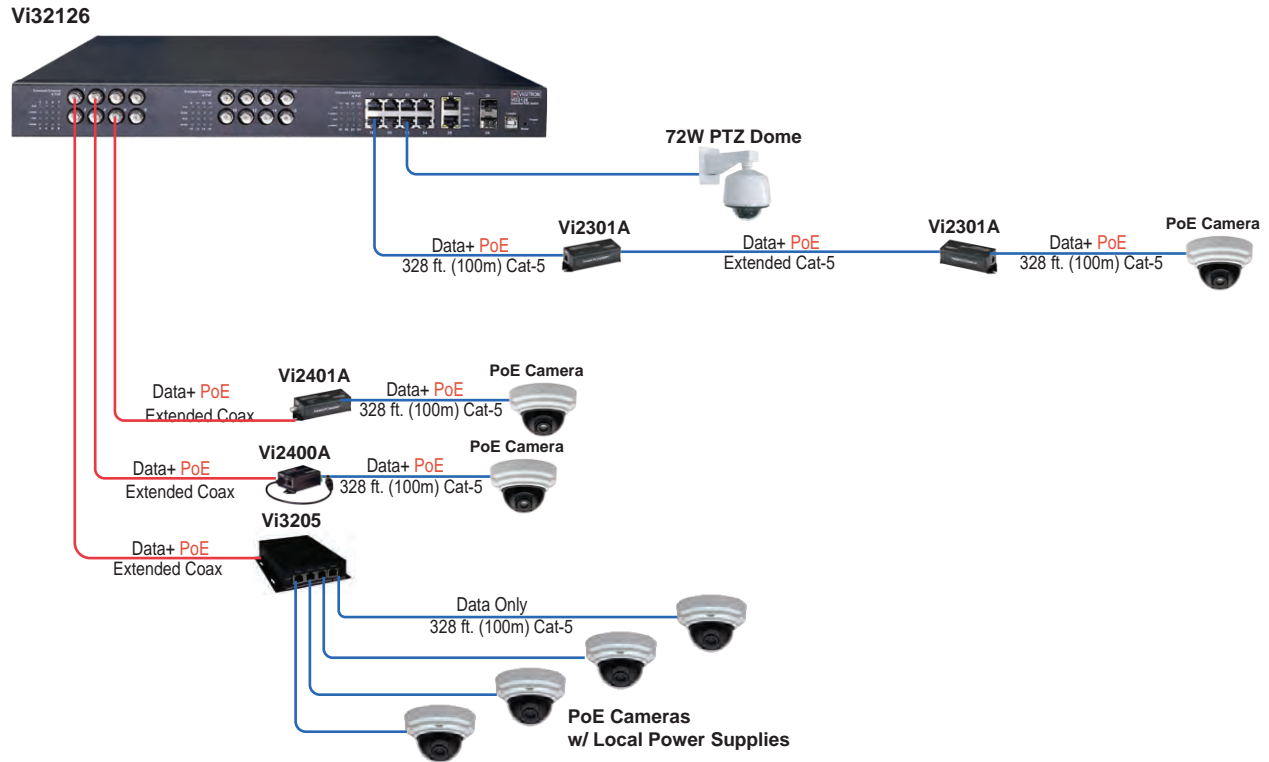 Vi32126
72W PTZ Dome
Vi2301A
Vi2301A
PoE Camera
Data+ PoE
328 ft. (100m) Cat-5
Data+ PoE
Extended Cat-5
Data+ PoE
328 ft. (100m) Cat-5
Vi2401A
PoE Camera
Data+ PoE
Extended Coax
Data+ PoE
328 ft. (100m) Cat-5
Vi2400A
PoE Camera
Data+ PoE
Extended Coax
Data+ PoE
328 ft. (100m) Cat-5
Vi3205
Data+ PoE
Extended Coax
Data Only
328 ft. (100m) Cat-5
PoE Cameras
w/ Local Power Supplies